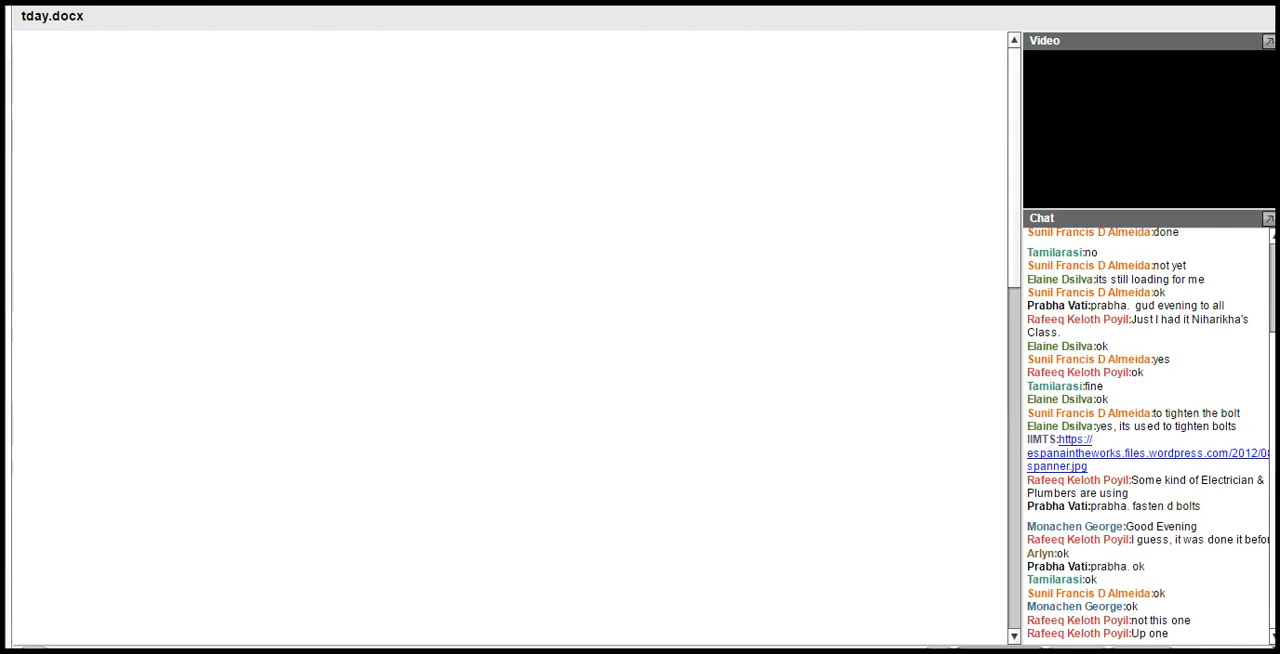 tday.docx
Video
Chat
Sunil Francis D Almeida:done
Tamilarasi:no
Sunil Francis D Almeida:not yet
Elaine Dsilva:its still loading for me
Sunil Francis D Almeida:ok
Prabha Vati:prabha.  gud evening to all
Rafeeq Keloth Poyil:Just I had it Niharikha's
Class.
Elaine Dsilva:ok
Sunil Francis D Almeida:yes
Rafeeq Keloth Poyil:ok
Tamilarasi:fine
Elaine Dsilva:ok
Sunil Francis D Almeida:to tighten the bolt
Elaine Dsilva:yes, its used to tighten bolts
IIMTS:https://
espanaintheworks.files.wordpress.com/2012/08
spanner.jpg
Rafeeq Keloth Poyil:Some kind of Electrician &
Plumbers are using
Prabha Vati:prabha. fasten d bolts
Monachen George:Good Evening
Rafeeq Keloth Poyil:I guess, it was done it befor
Arlyn:ok
Prabha Vati:prabha. ok
Tamilarasi:ok
Sunil Francis D Almeida:ok
Monachen George:ok
Rafeeq Keloth Poyil:not this one
Rafeeq Keloth Poyil:Up one